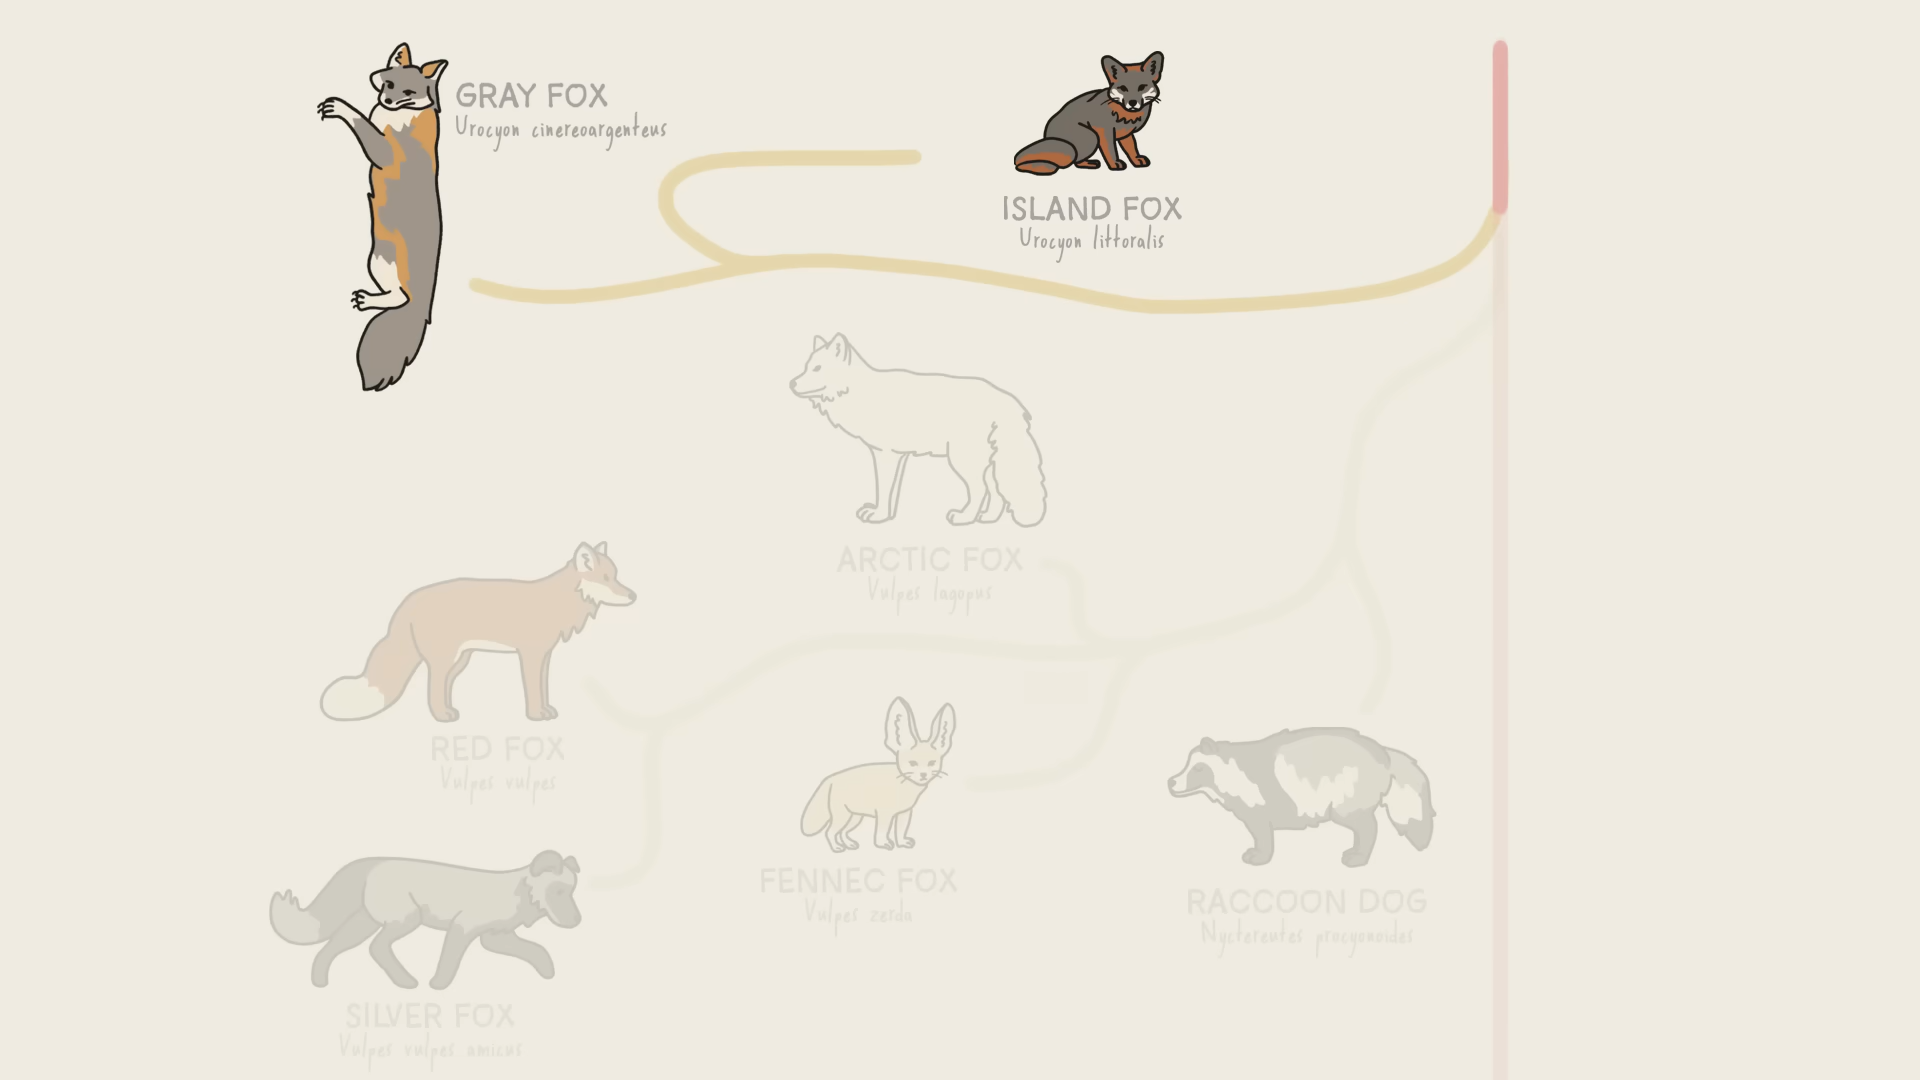 GRAY FOX
Urocyon cinereoargenteus
ISLAND FOX
Urocyon littoralis
ARCTIC FOX
Vulpes lagopus
RED FOX
Vulpes vulpes
FENNEC FOX
Vulpes zerda
RACCOON DOG
Nyctereutes procyonoides
SILVER FOX
Vulpes vulpes amicus